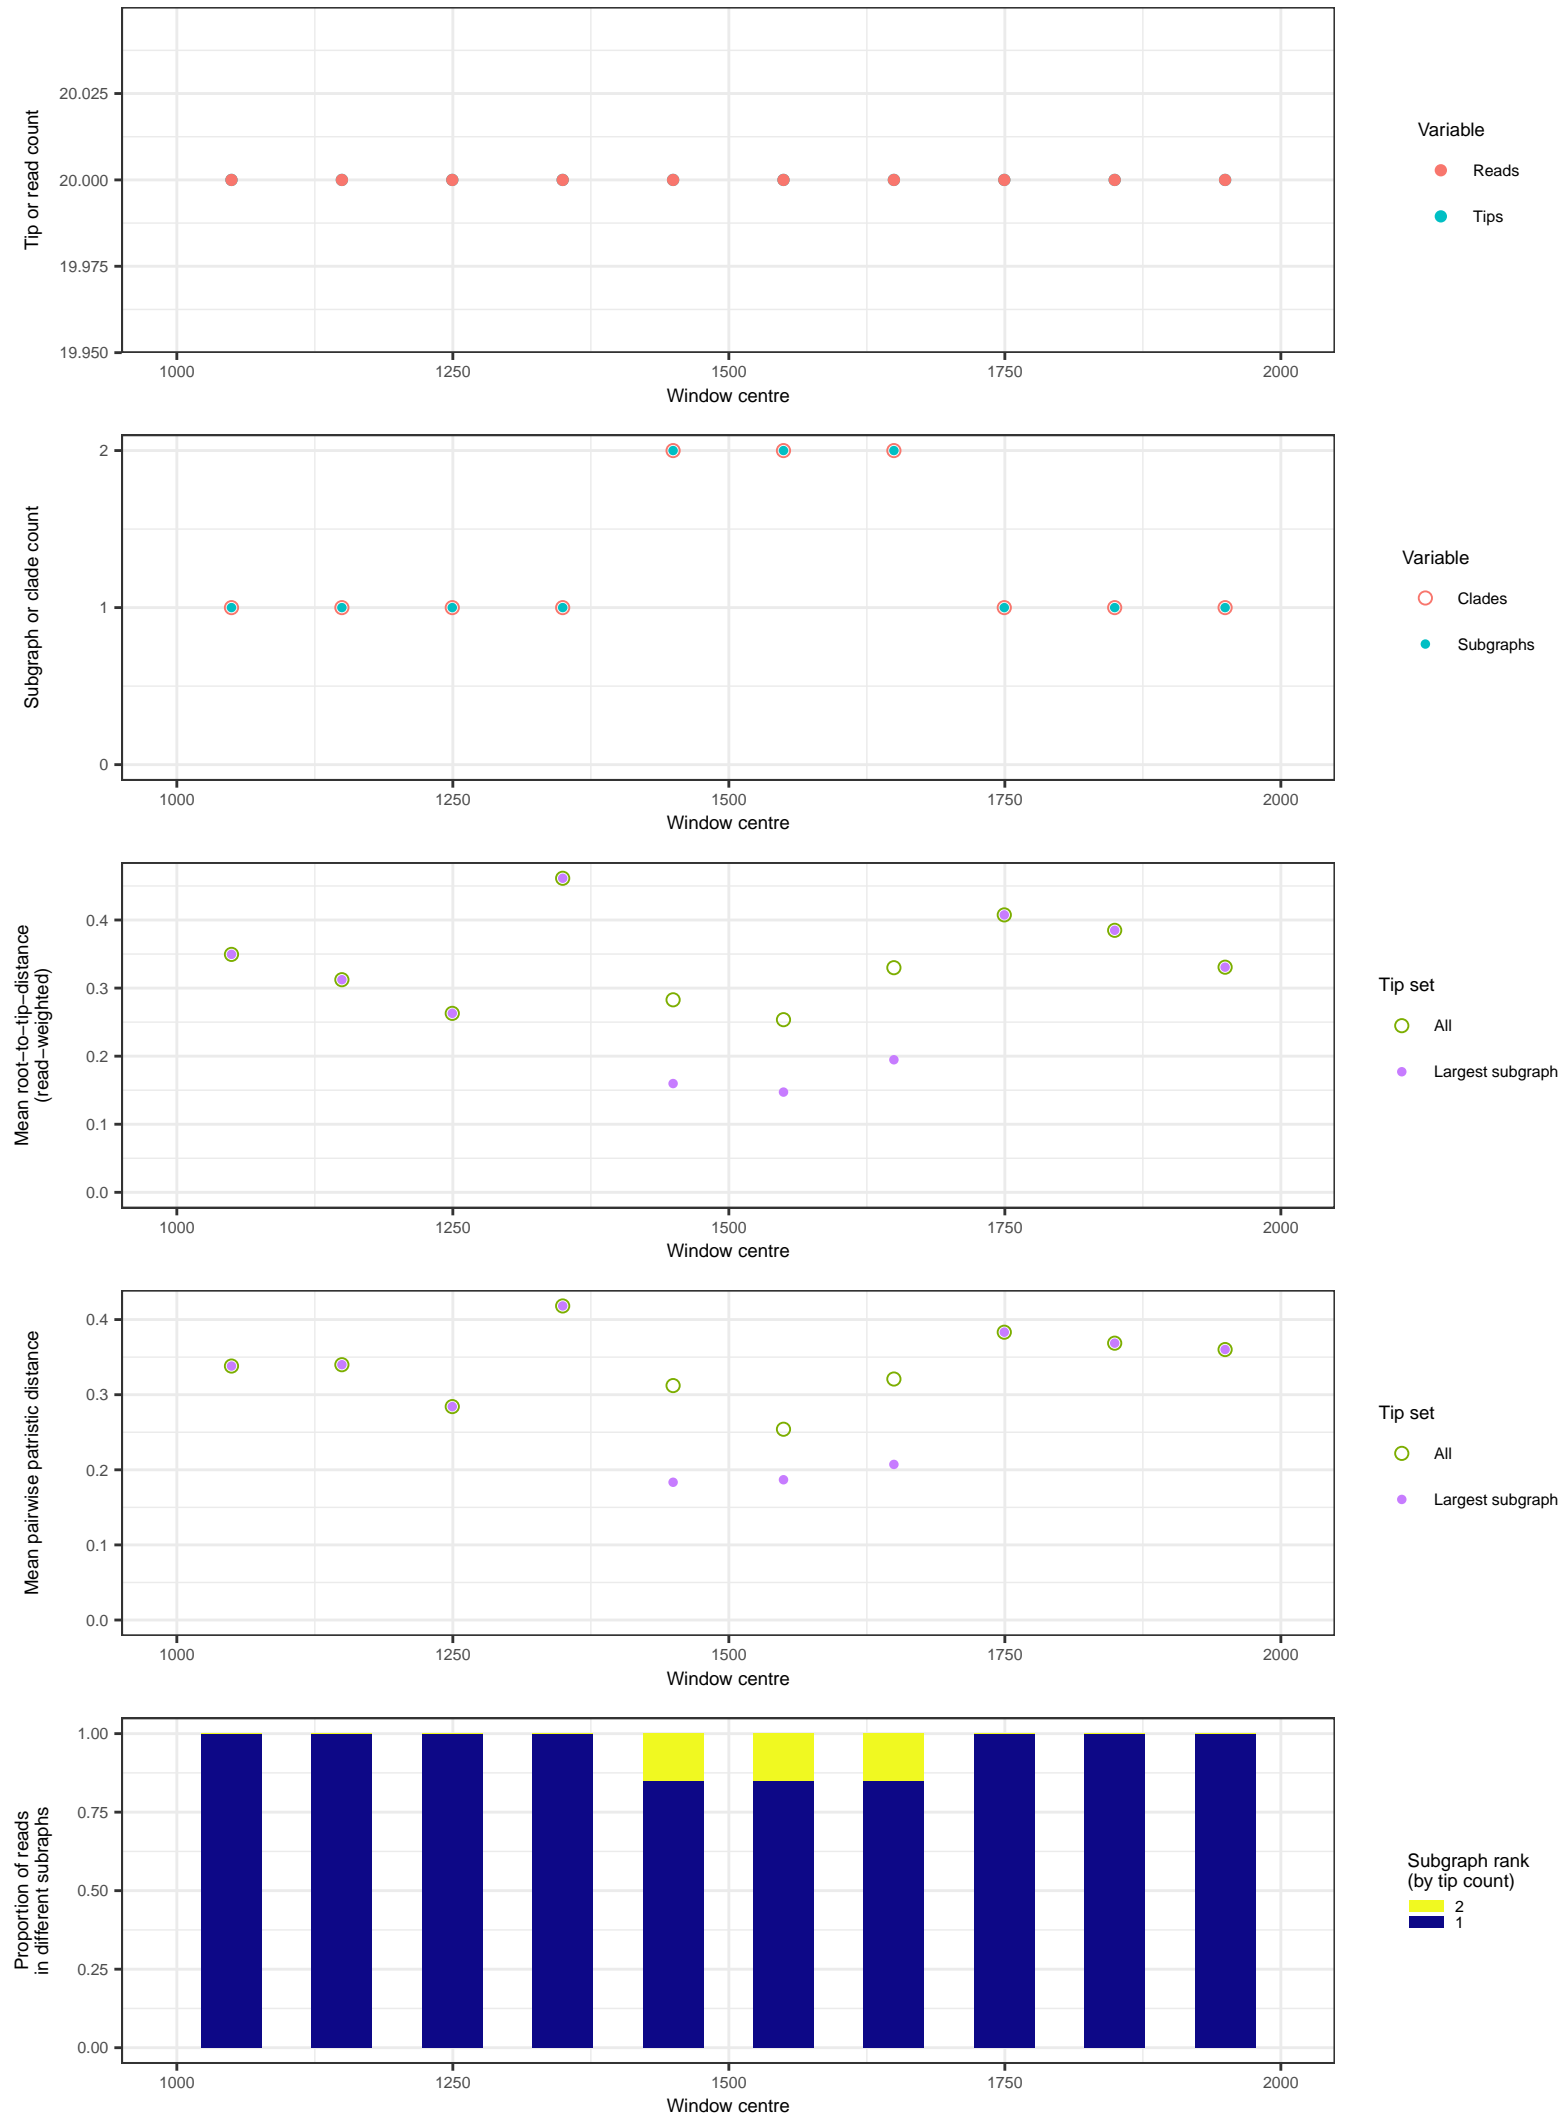 Tip or read count
20.025
20.000
19.975
19.950
1000 1250 1500 1750 2000
Window centre
Variable
Reads
Tips
Subgraph or clade count
2
1
0
1000 1250 1500 1750 2000
Window centre
Variable
Clades
Subgraphs
Mean root−to−tip−distance
(read−weighted)
0.4
0.3
0.2
0.1
0.0
1000 1250 1500 1750 2000
Window centre
Tip set
All
Largest subgraph
Mean pairwise patristic distance
0.4
0.3
0.2
0.1
0.0
1000 1250 1500 1750 2000
Window centre
Tip set
All
Largest subgraph
Proportion of reads
in different subraphs
1.00
0.75
0.50
0.25
0.00
1000 1250 1500 1750 2000
Window centre
Subgraph rank
(by tip count)
2
1